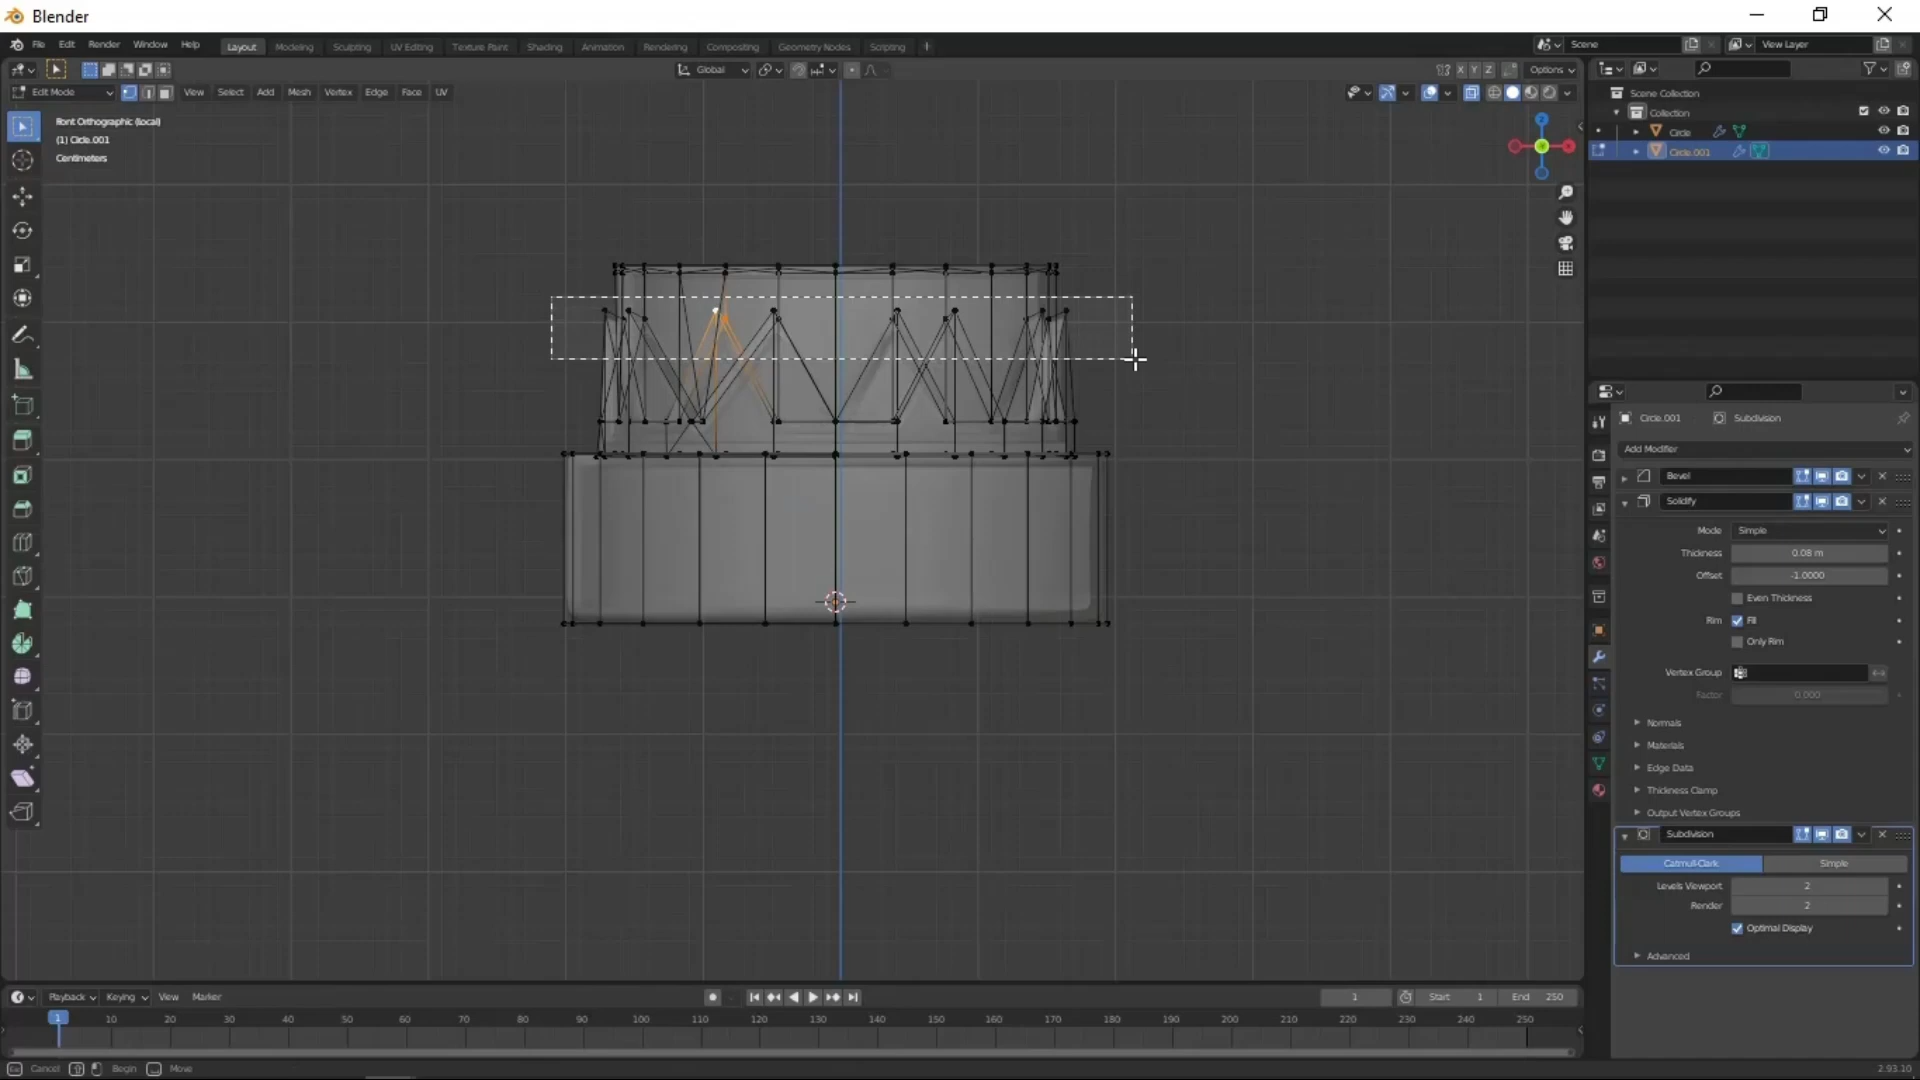 Blender
File Edit Render Window Help Layout Modeling Sculpting UV Editing Texture Paint Shading Animation Rendering Compositing Geometry Nodes Scripting + Scene View Layer
Global Options X Y Z
Edit Mode View Select Add Mesh Vertex Edge Face UV
Front Orthographic (local)
(1) Circle.001
Centimeters
Scene Collection
Collection
Circle
Circle.001
Circle.001 Subdivision
Add Modifier
Bevel
Solidify
Mode Simple
Thickness 0.08 m
Offset -1.0000
Even Thickness
Rim Fill
Only Rim
Vertex Group
Factor 0.000
Normals
Materials
Edge Data
Thickness Clamp
Output Vertex Groups
Subdivision
Catmull-Clark Simple
Levels Viewport 2
Render 2
Optimal Display
Advanced
Playback Keying View Marker 1 Start 1 End 250
1 10 20 30 40 50 60 70 80 90 100 110 120 130 140 150 160 170 180 190 200 210 220 230 240 250
Esc Cancel Begin Move 2.93.10